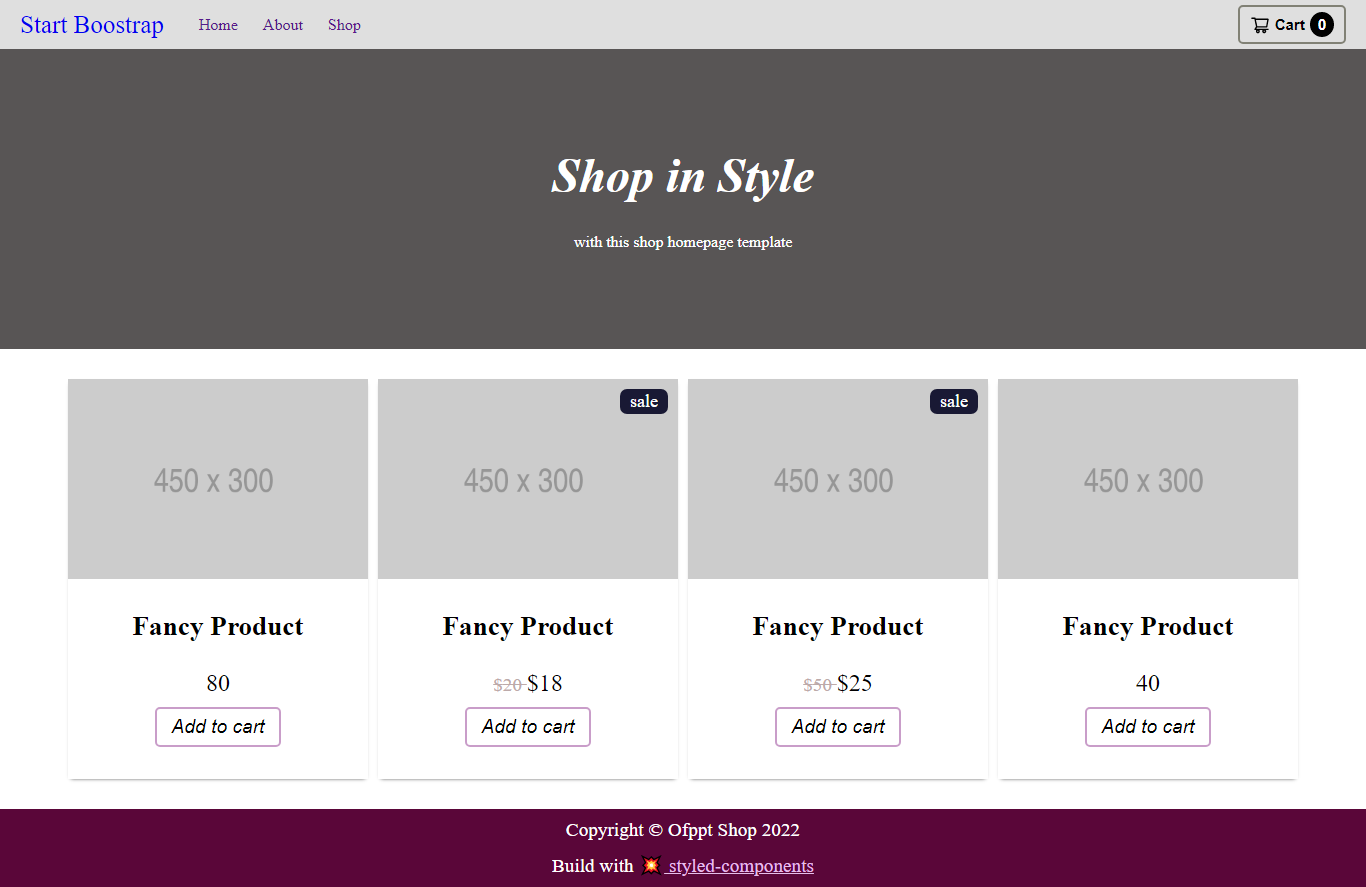 Start Boostrap Home About Shop Cart 0
Shop in Style
with this shop homepage template
450 x 300
Fancy Product
80
Add to cart
sale
450 x 300
Fancy Product
$20 $18
Add to cart
sale
450 x 300
Fancy Product
$50 $25
Add to cart
450 x 300
Fancy Product
40
Add to cart
Copyright © Ofppt Shop 2022
Build with 💥 styled-components